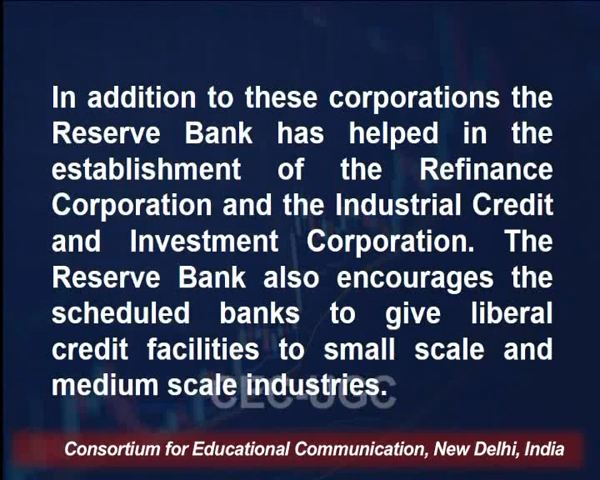 In addition to these corporations the
Reserve Bank has helped in the
establishment of the Refinance
Corporation and the Industrial Credit
and Investment Corporation. The
Reserve Bank also encourages the
scheduled banks to give liberal
credit facilities to small scale and
medium scale industries.
CEC-UGC
Consortium for Educational Communication, New Delhi, India